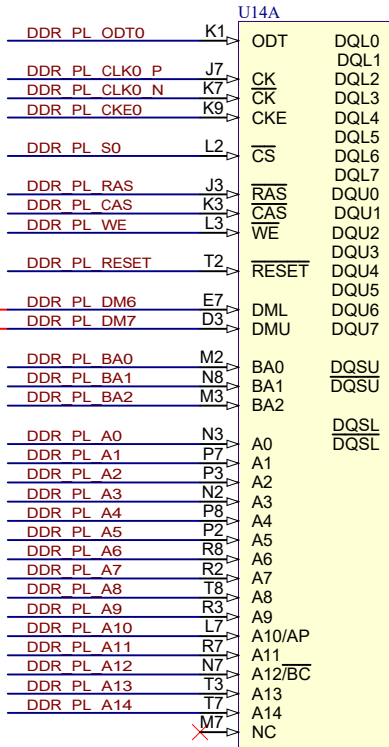 U14A
DDR_PL_ODT0 K1 ODT DQL0
DQL1
DDR_PL_CLK0_P J7 CK DQL2
DDR_PL_CLK0_N K7 CK DQL3
DDR_PL_CKE0 K9 CKE DQL4
DQL5
DDR_PL_S0 L2 CS DQL6
DQL7
DDR_PL_RAS J3 RAS DQU0
DDR_PL_CAS K3 CAS DQU1
DDR_PL_WE L3 WE DQU2
DQU3
DDR_PL_RESET T2 RESET DQU4
DQU5
DDR_PL_DM6 E7 DML DQU6
DDR_PL_DM7 D3 DMU DQU7
DDR_PL_BA0 M2 BA0 DQSU
DDR_PL_BA1 N8 BA1 DQSU
DDR_PL_BA2 M3 BA2
DQSL
DDR_PL_A0 N3 A0 DQSL
DDR_PL_A1 P7 A1
DDR_PL_A2 P3 A2
DDR_PL_A3 N2 A3
DDR_PL_A4 P8 A4
DDR_PL_A5 P2 A5
DDR_PL_A6 R8 A6
DDR_PL_A7 R2 A7
DDR_PL_A8 T8 A8
DDR_PL_A9 R3 A9
DDR_PL_A10 L7 A10/AP
DDR_PL_A11 R7 A11
DDR_PL_A12 N7 A12/BC
DDR_PL_A13 T3 A13
DDR_PL_A14 T7 A14
M7 NC